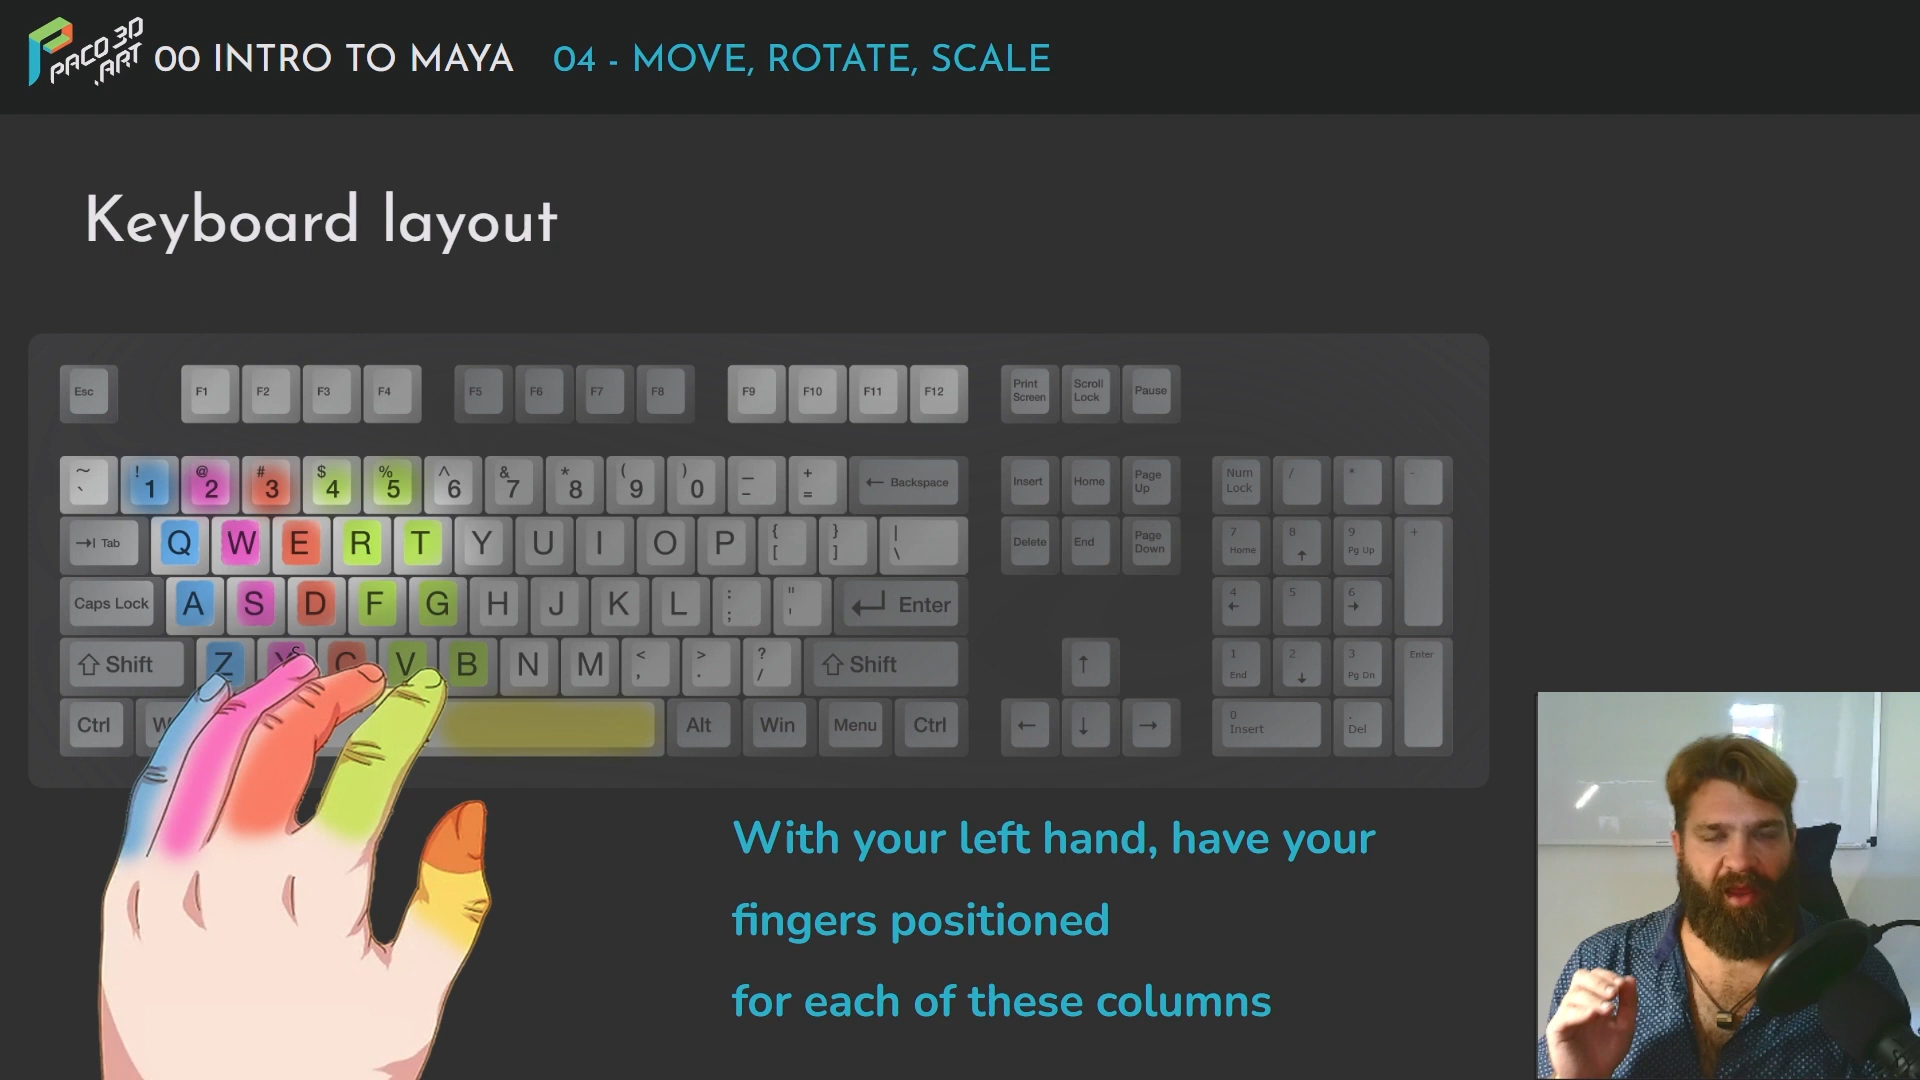 PACO 3D .ART 00 INTRO TO MAYA 04 - MOVE, ROTATE, SCALE
Keyboard layout
Esc F1 F2 F3 F4 F5 F6 F7 F8 F9 F10 F11 F12 Print Screen Scroll Lock Pause
~ ` ! 1 @ 2 # 3 $ 4 % 5 ^ 6 & 7 * 8 ( 9 ) 0 _ - + = ← Backspace Insert Home Page Up Num Lock / * -
→| Tab Q W E R T Y U I O P { [ } ] | \ Delete End Page Down 7 Home 8 ↑ 9 Pg Up +
Caps Lock A S D F G H J K L : ; " ' Enter 4 ← 5 6 →
Shift Z C V B N M < , > . ? / Shift ↑ 1 End 2 ↓ 3 Pg Dn Enter
Ctrl Alt Win Menu Ctrl ← ↓ → 0 Insert . Del
With your left hand, have your
fingers positioned
for each of these columns